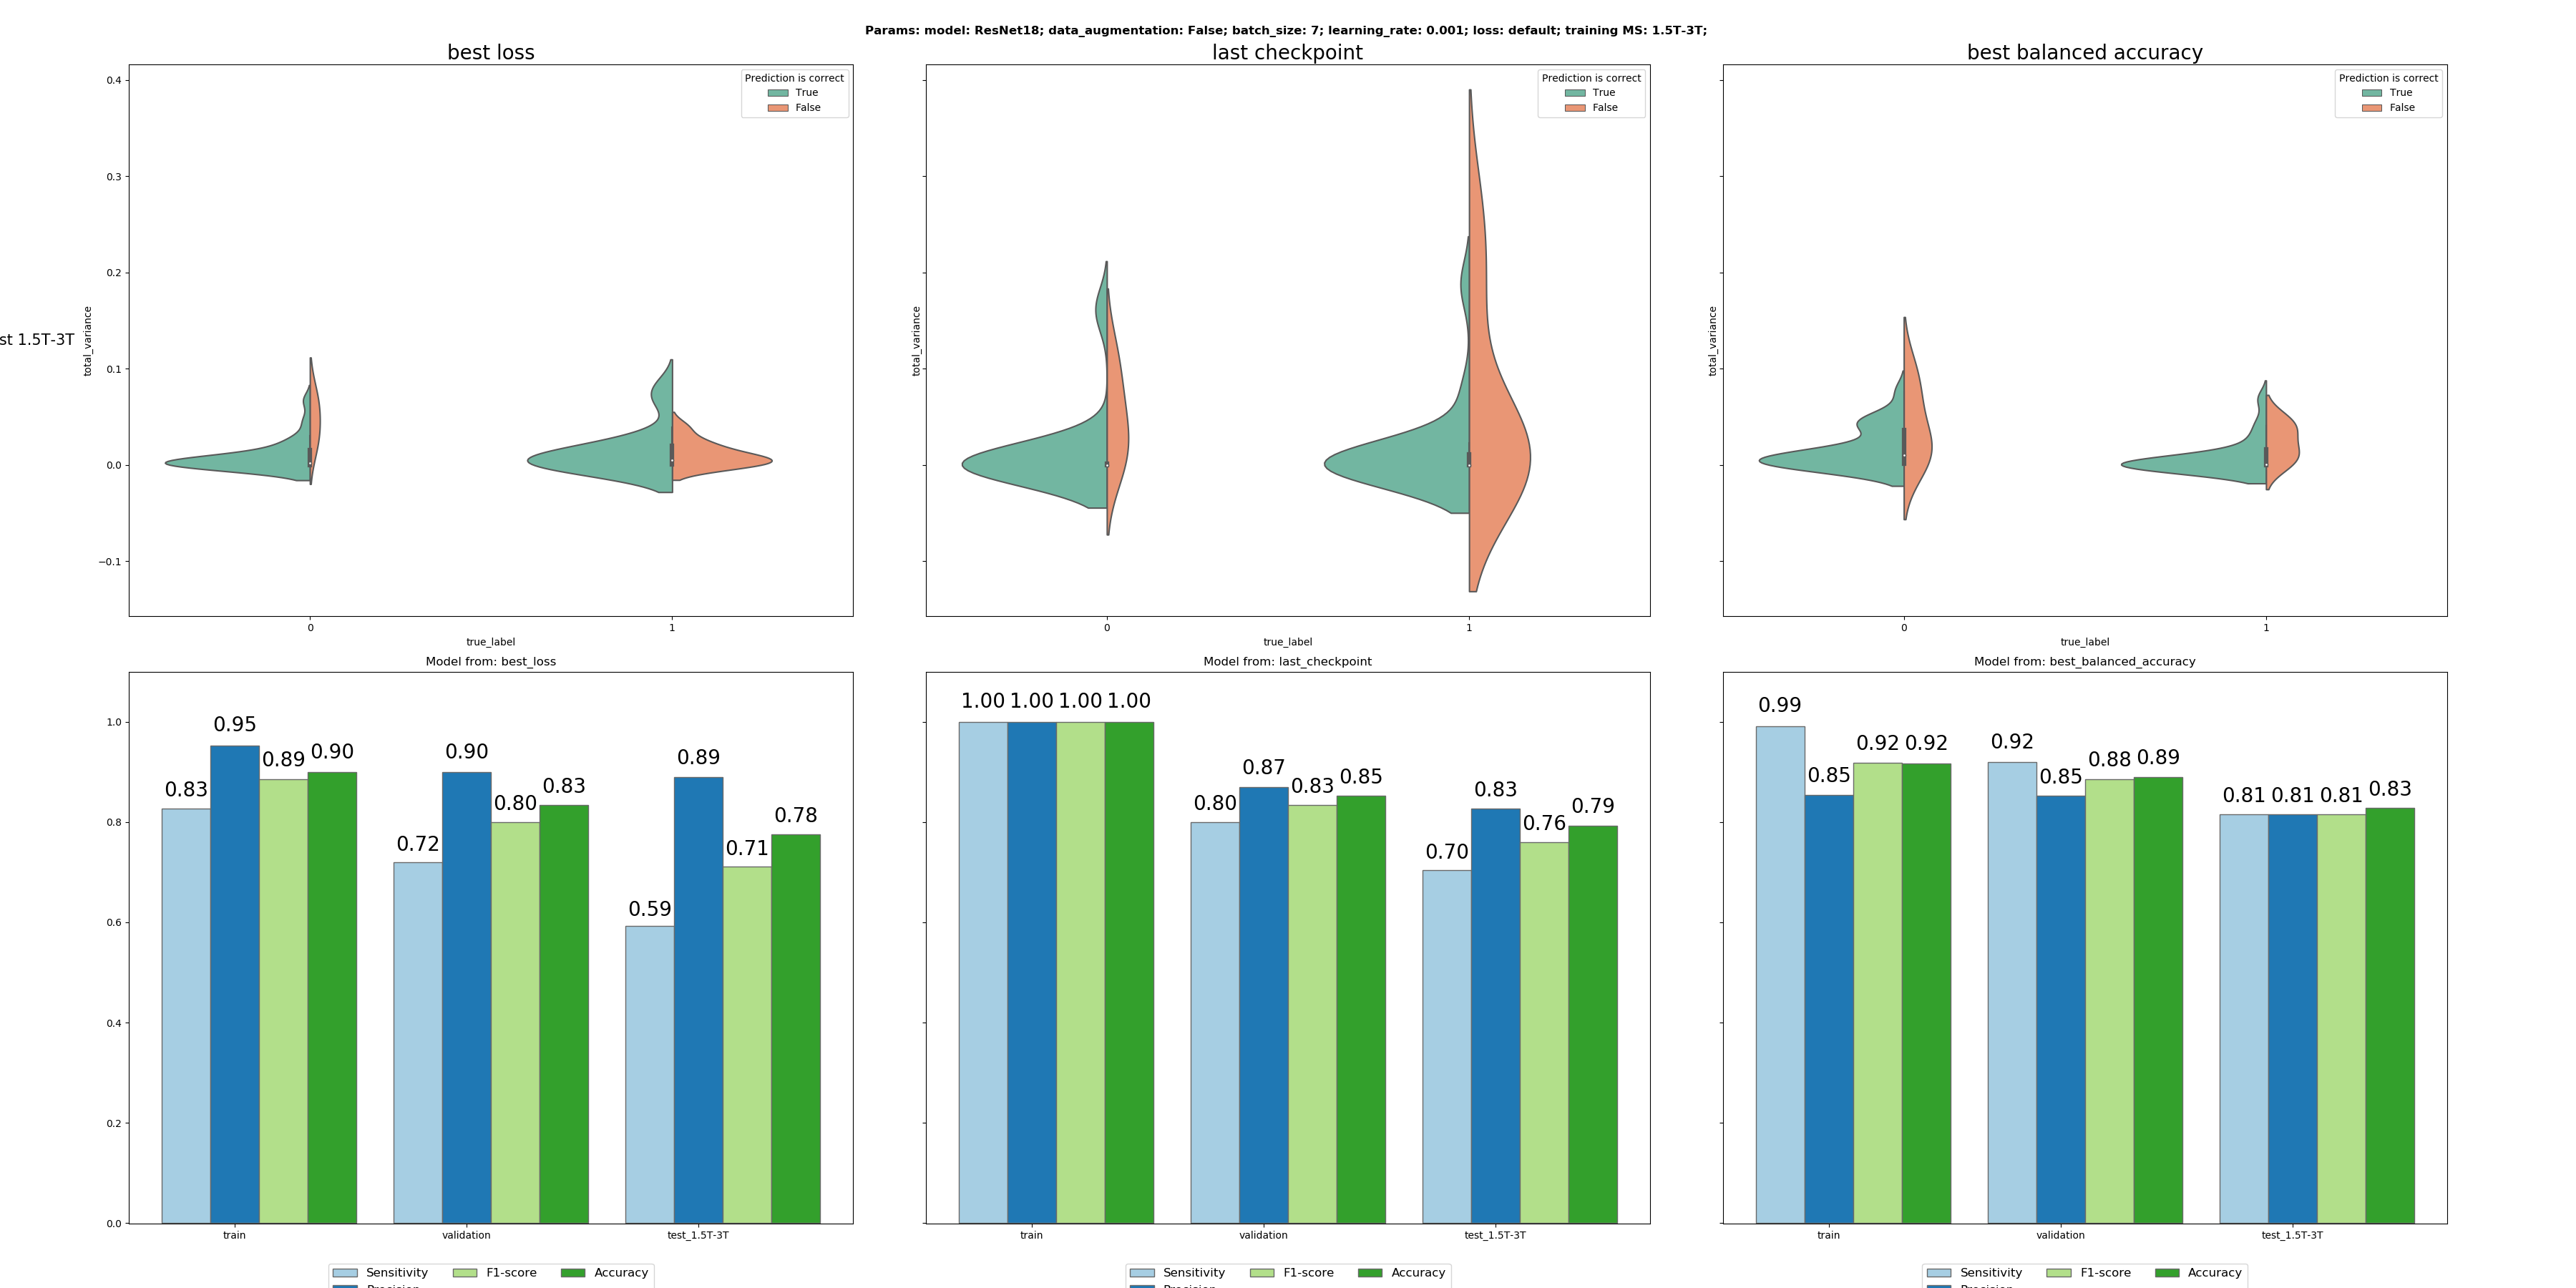 Params: model: ResNet18; data_augmentation: False; batch_size: 7; learning_rate: 0.001; loss: default; training MS: 1.5T-3T;
best loss
last checkpoint
best balanced accuracy
Prediction is correct
True
False
Prediction is correct
True
False
Prediction is correct
True
False
0.4
0.3
0.2
0.1
0.0
−0.1
st 1.5T-3T
total_variance
total_variance
total_variance
0 1
0 1
0 1
true_label
true_label
true_label
Model from: best_loss
Model from: last_checkpoint
Model from: best_balanced_accuracy
1.0
0.8
0.6
0.4
0.2
0.0
0.83 0.95 0.89 0.90 0.72 0.90 0.80 0.83 0.59 0.89 0.71 0.78
1.00 1.00 1.00 1.00 0.80 0.87 0.83 0.85 0.70 0.83 0.76 0.79
0.99 0.85 0.92 0.92 0.92 0.85 0.88 0.89 0.81 0.81 0.81 0.83
train validation test_1.5T-3T
train validation test_1.5T-3T
train validation test_1.5T-3T
Sensitivity F1-score Accuracy
Sensitivity F1-score Accuracy
Sensitivity F1-score Accuracy